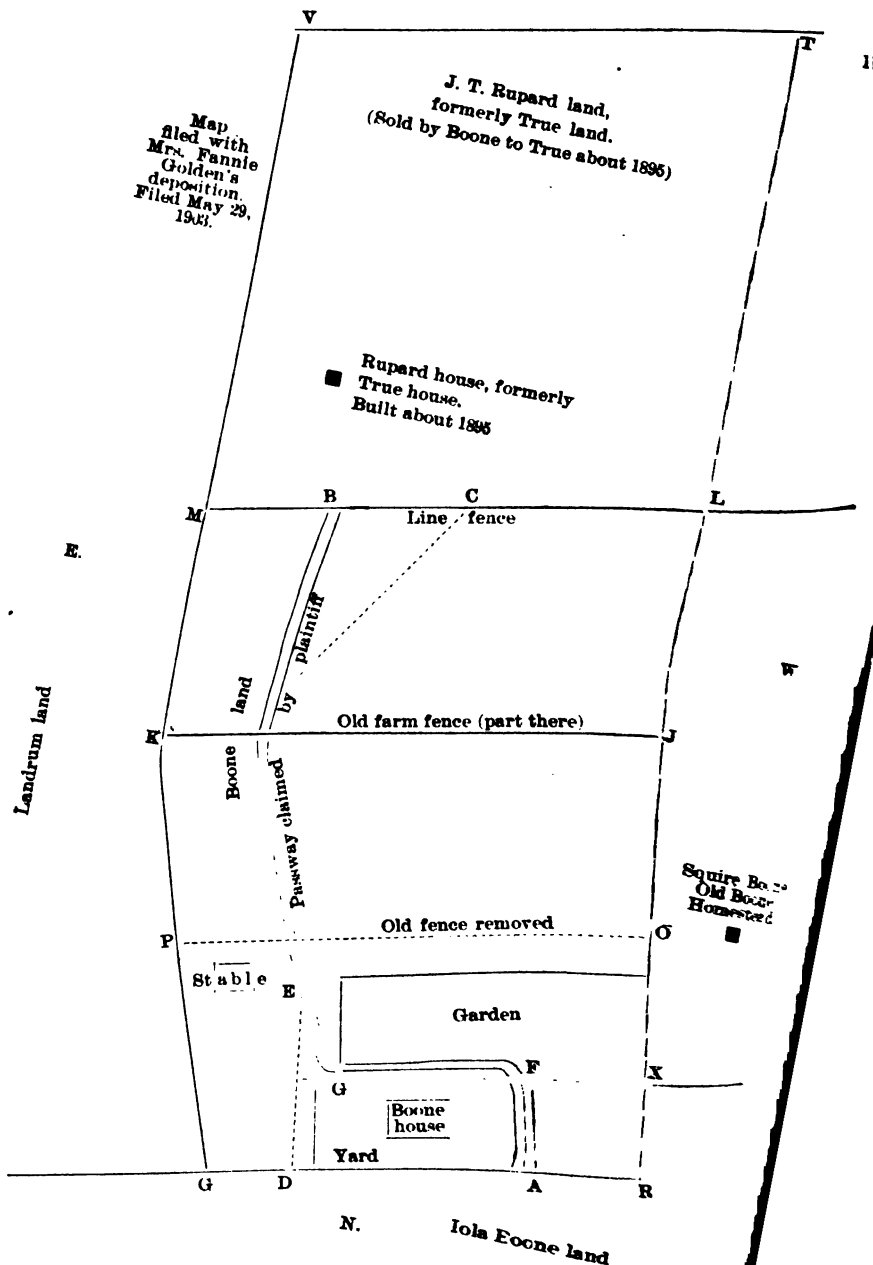 V
T
J. T. Rupard land,
formerly True land.
(Sold by Boone to True about 1895)
Map
filed with
Mrs. Fannie
Golden's
deposition.
Filed May 29,
1903.
Rupard house, formerly
True house.
Built about 1895
M
B
C
L
Line fence
E.
W
Landrum land
Boone land
Passway claimed by plaintiff
K
Old farm fence (part there)
J
Squire
Old Boone
Homestead
P
Old fence removed
O
Stable
E
Garden
G
F
X
Boone
house
Yard
G
D
A
R
N.
Iola Eoone land